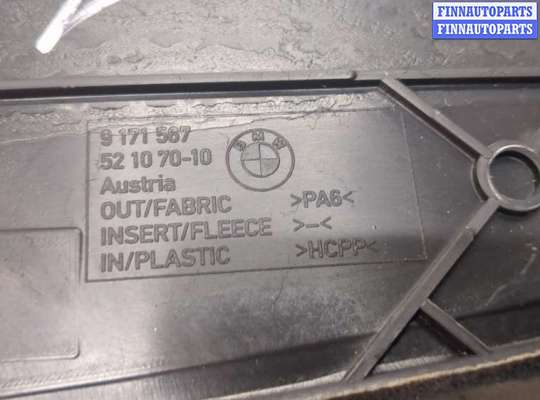 FINNAUTOPARTS
FINNAUTOPARTS
9 171 567
52 10 70-10
BMW
Austria
OUT/FABRIC >PA6<
INSERT/FLEECE >-<
IN/PLASTIC >HCPP<